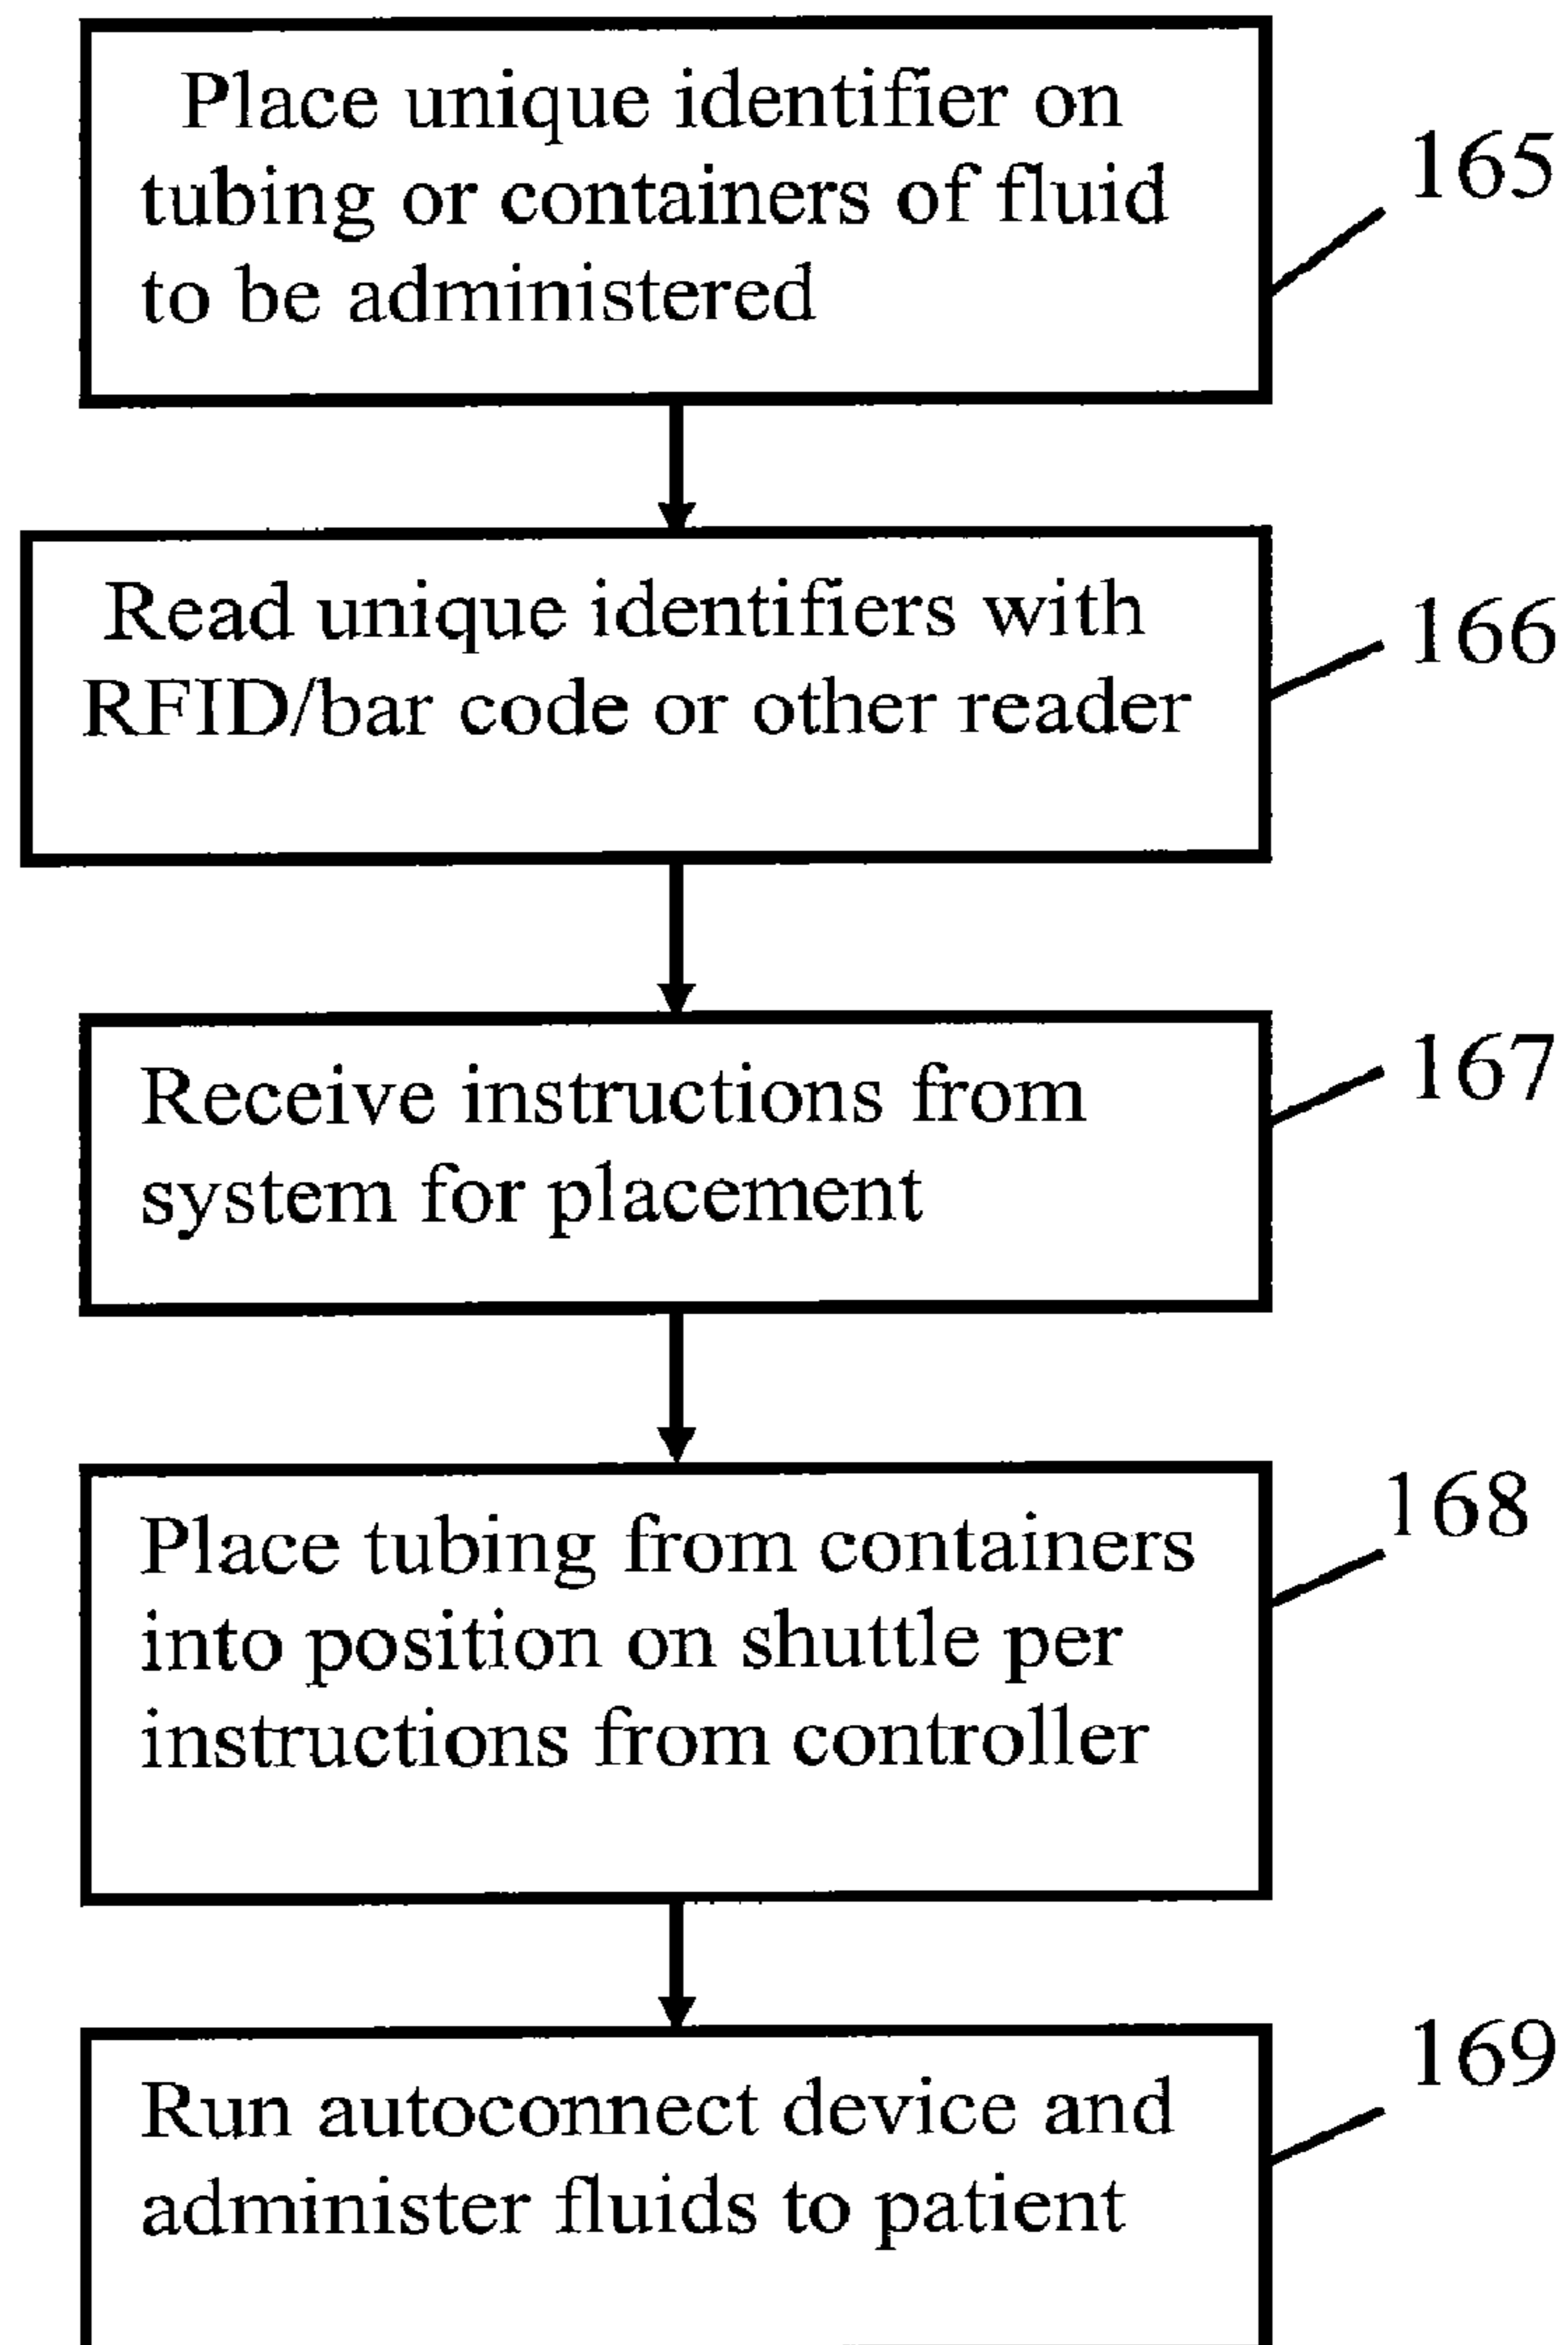 Place unique identifier on
tubing or containers of fluid
to be administered
165
Read unique identifiers with
RFID/bar code or other reader
166
Receive instructions from
system for placement
167
Place tubing from containers
into position on shuttle per
instructions from controller
168
Run autoconnect device and
administer fluids to patient
169